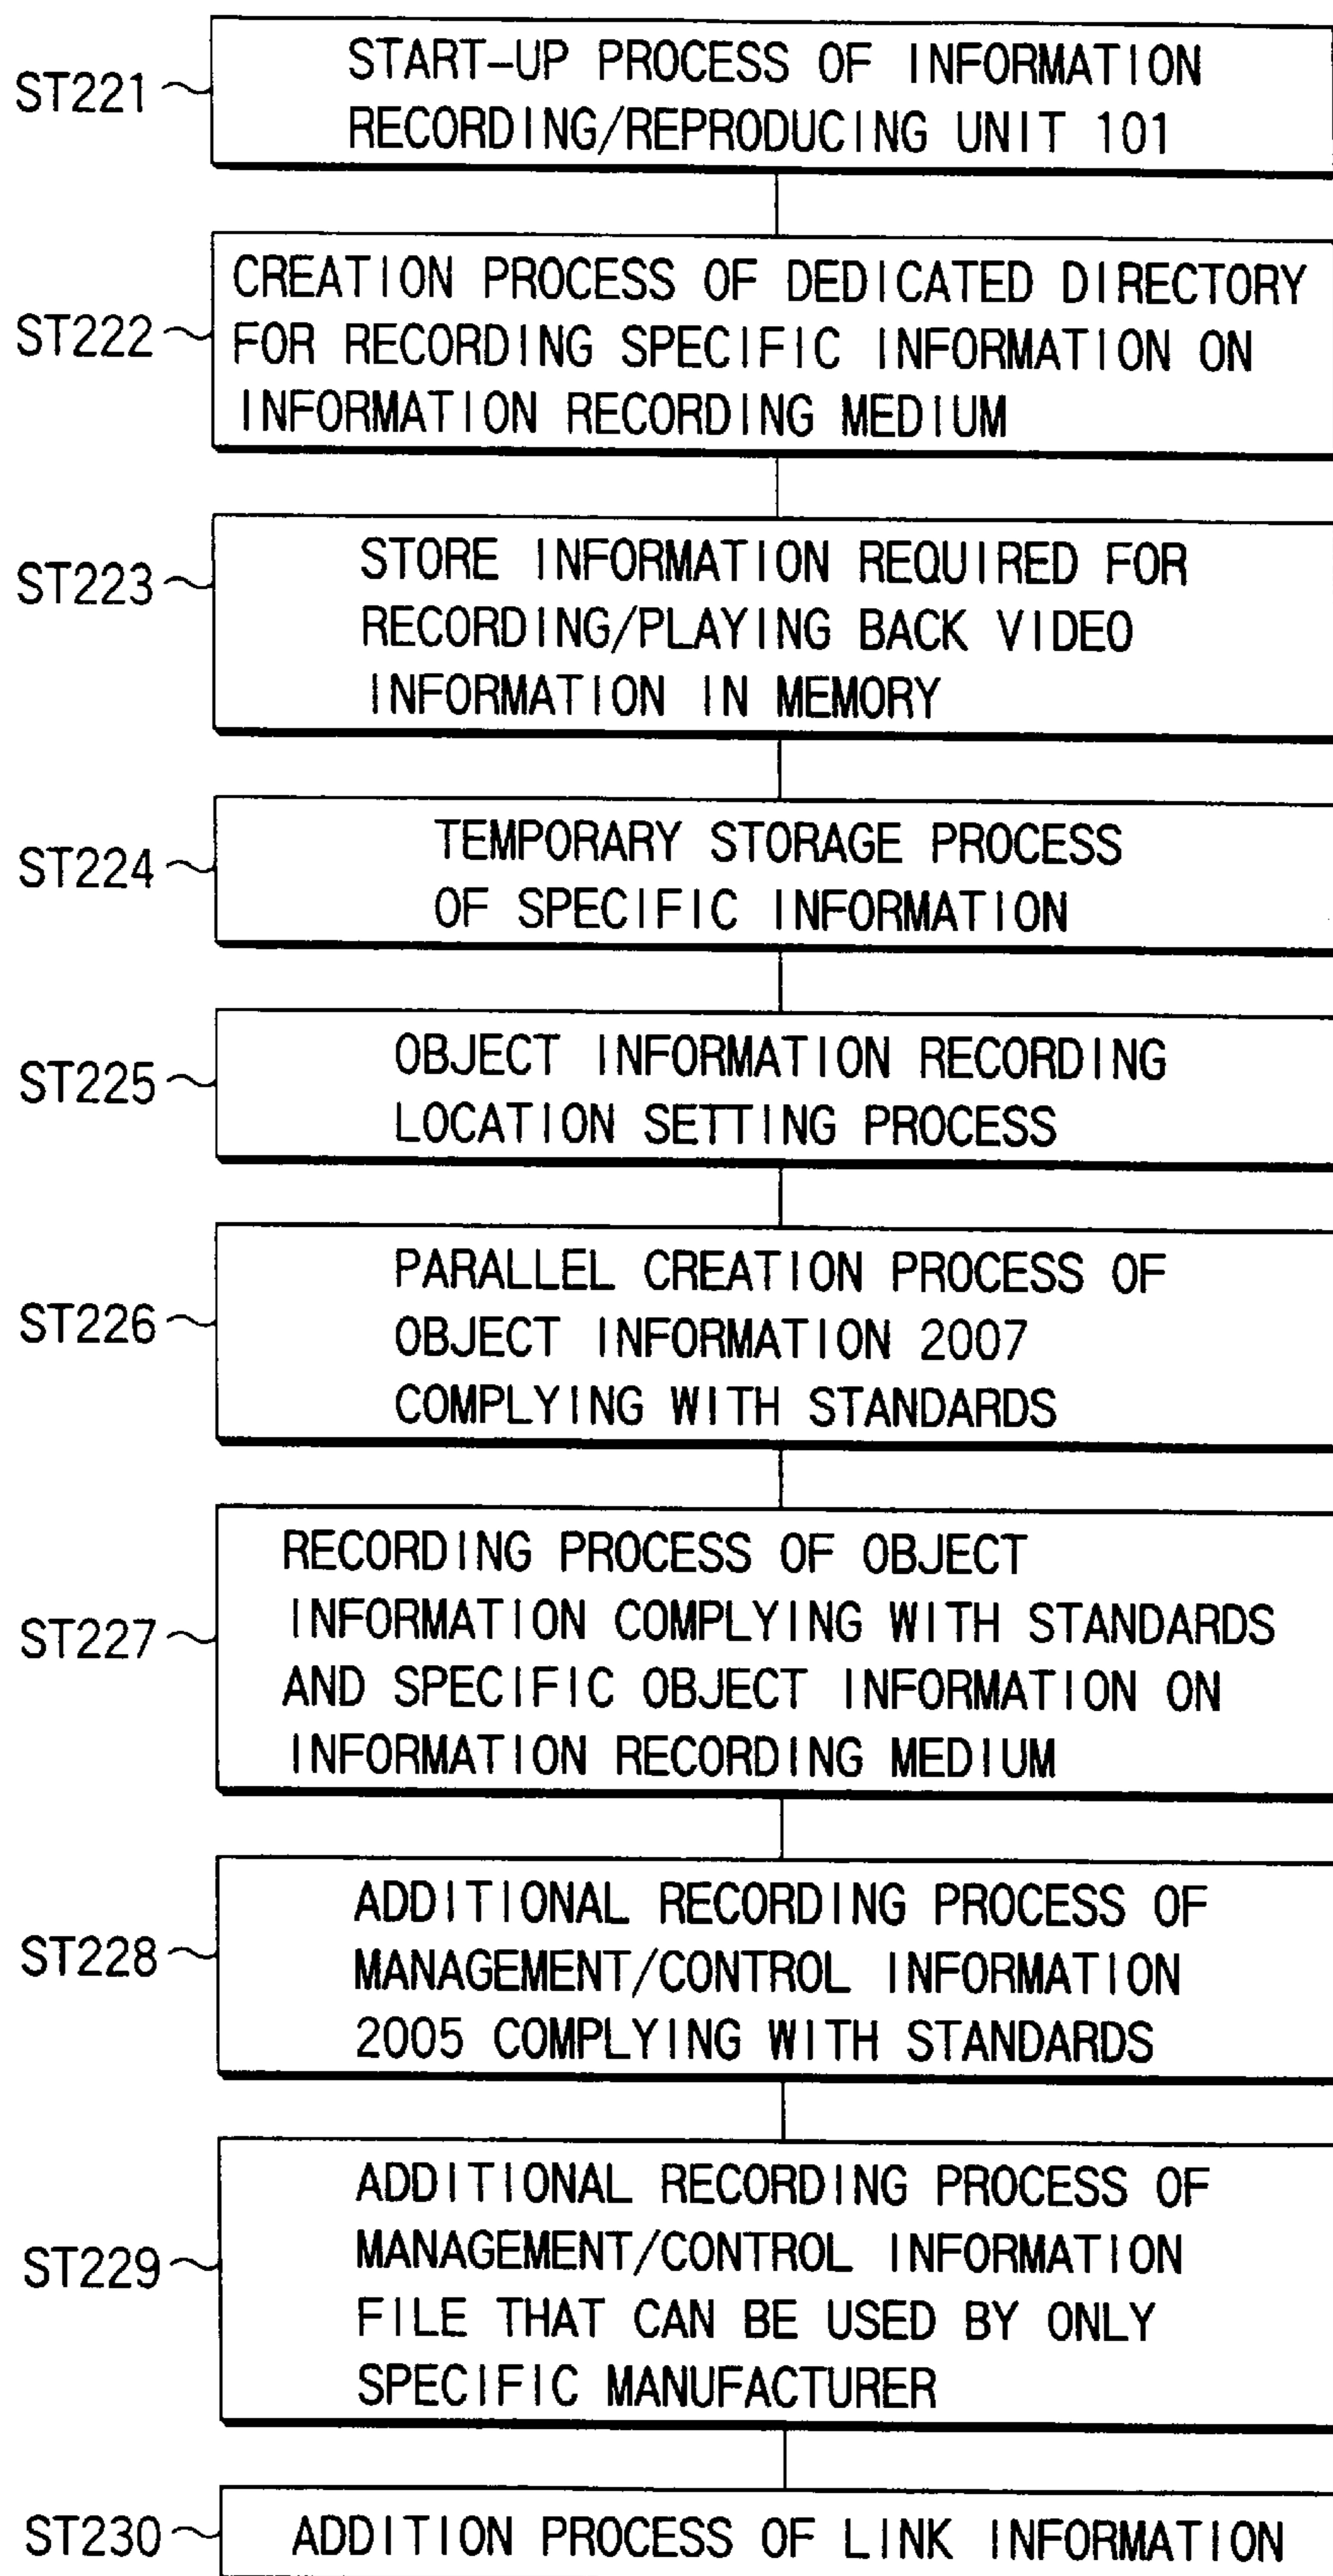 ST221
START-UP PROCESS OF INFORMATION
RECORDING/REPRODUCING UNIT 101
ST222
CREATION PROCESS OF DEDICATED DIRECTORY
FOR RECORDING SPECIFIC INFORMATION ON
INFORMATION RECORDING MEDIUM
ST223
STORE INFORMATION REQUIRED FOR
RECORDING/PLAYING BACK VIDEO
INFORMATION IN MEMORY
ST224
TEMPORARY STORAGE PROCESS
OF SPECIFIC INFORMATION
ST225
OBJECT INFORMATION RECORDING
LOCATION SETTING PROCESS
ST226
PARALLEL CREATION PROCESS OF
OBJECT INFORMATION 2007
COMPLYING WITH STANDARDS
ST227
RECORDING PROCESS OF OBJECT
INFORMATION COMPLYING WITH STANDARDS
AND SPECIFIC OBJECT INFORMATION ON
INFORMATION RECORDING MEDIUM
ST228
ADDITIONAL RECORDING PROCESS OF
MANAGEMENT/CONTROL INFORMATION
2005 COMPLYING WITH STANDARDS
ST229
ADDITIONAL RECORDING PROCESS OF
MANAGEMENT/CONTROL INFORMATION
FILE THAT CAN BE USED BY ONLY
SPECIFIC MANUFACTURER
ST230
ADDITION PROCESS OF LINK INFORMATION